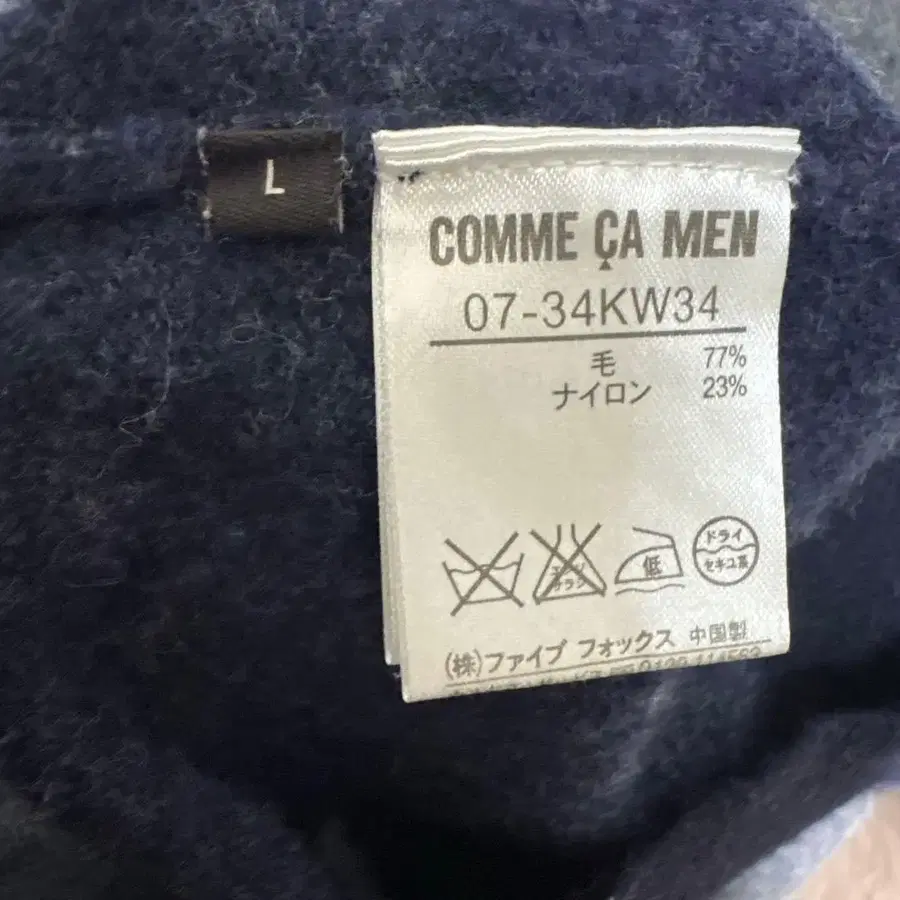 L
COMME ÇA MEN
07-34KW34
毛 77%
ナイロン 23%
低
ドライ
セキユ系
(株)ファイブ フォックス 中国製